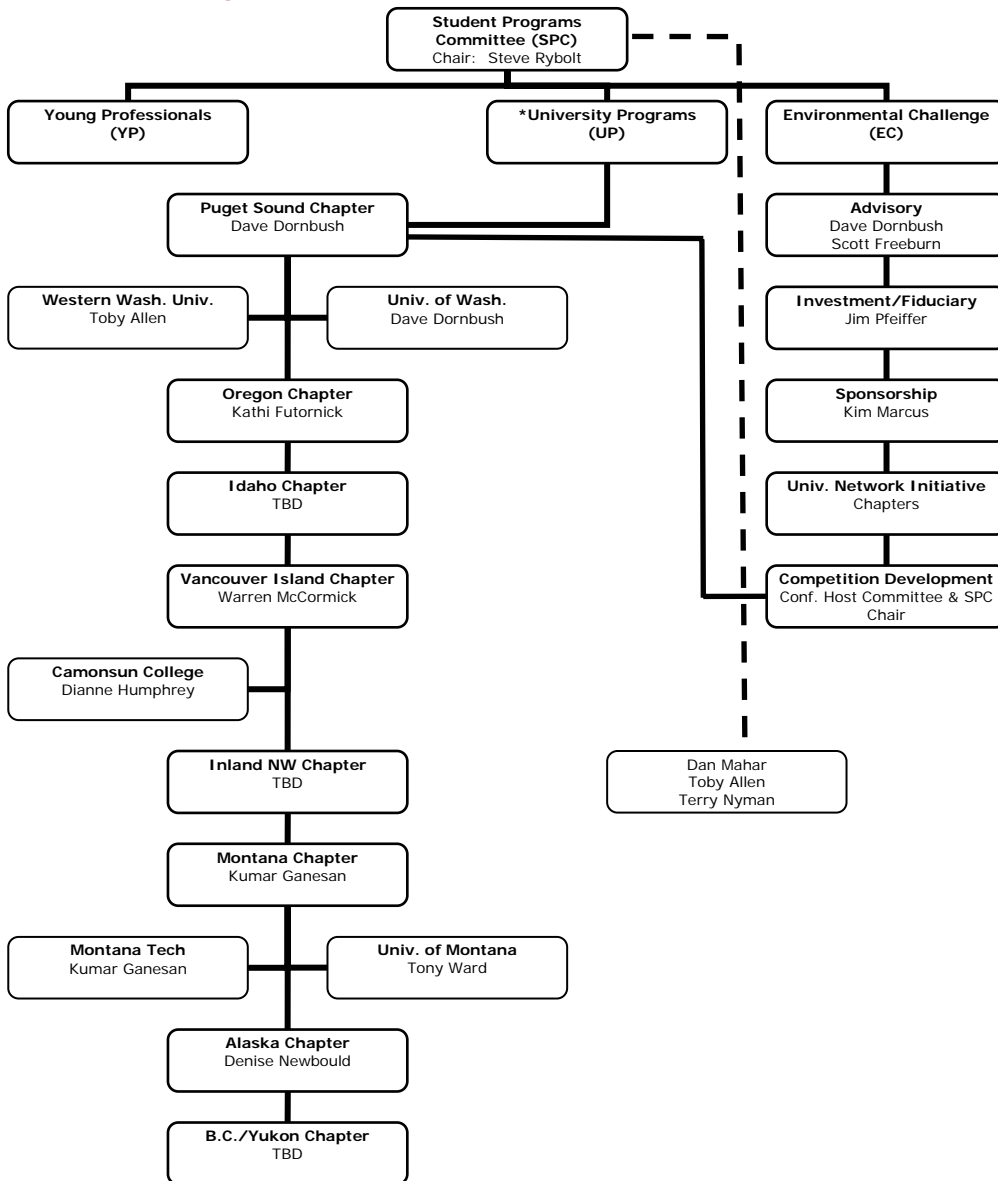 Student Programs
Committee (SPC)
Chair: Steve Rybolt
Young Professionals
(YP)
*University Programs
(UP)
Environmental Challenge
(EC)
Puget Sound Chapter
Dave Dornbush
Advisory
Dave Dornbush
Scott Freeburn
Western Wash. Univ.
Toby Allen
Univ. of Wash.
Dave Dornbush
Investment/Fiduciary
Jim Pfeiffer
Oregon Chapter
Kathi Futornick
Sponsorship
Kim Marcus
Idaho Chapter
TBD
Univ. Network Initiative
Chapters
Vancouver Island Chapter
Warren McCormick
Competition Development
Conf. Host Committee & SPC
Chair
Camonsun College
Dianne Humphrey
Inland NW Chapter
TBD
Dan Mahar
Toby Allen
Terry Nyman
Montana Chapter
Kumar Ganesan
Montana Tech
Kumar Ganesan
Univ. of Montana
Tony Ward
Alaska Chapter
Denise Newbould
B.C./Yukon Chapter
TBD